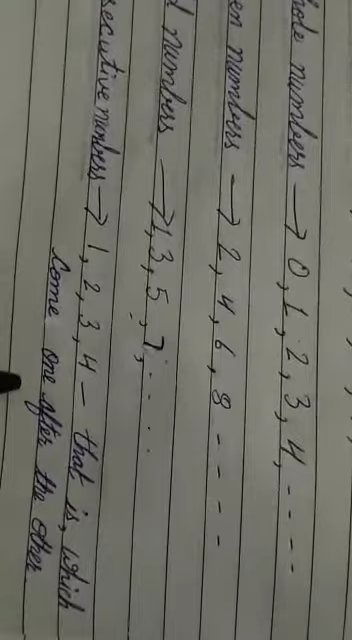 hole numbers → 0, 1, 2, 3, 4, ....
en numbers → 2, 4, 6, 8 ....
d numbers → 1, 3, 5, 7, ....
secutive numbers → 1, 2, 3, 4 – that is, which
come one after the other.